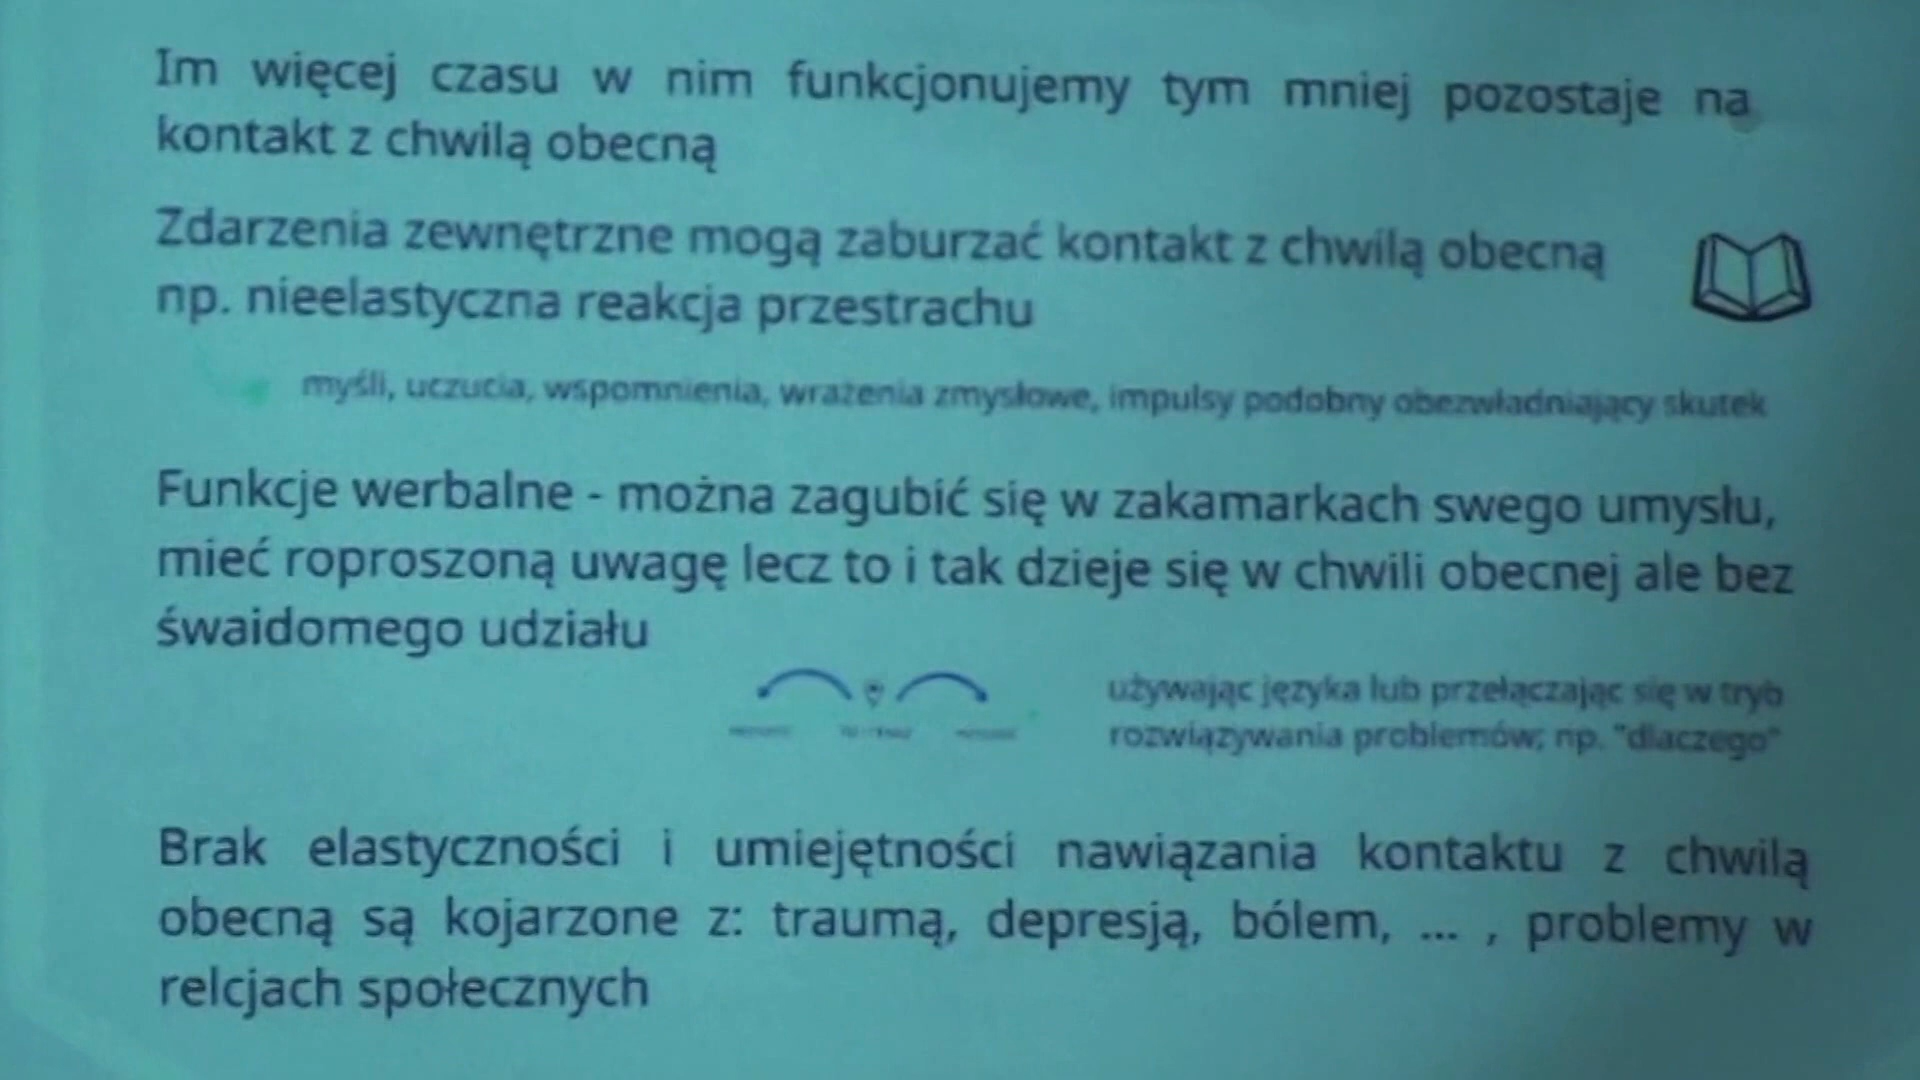 Im więcej czasu w nim funkcjonujemy tym mniej pozostaje na
kontakt z chwilą obecną
Zdarzenia zewnętrzne mogą zaburzać kontakt z chwilą obecną
np. nieelastyczna reakcja przestrachu
myśli, uczucia, wspomnienia, wrażenia zmysłowe, impulsy podobny obezwładniający skutek
Funkcje werbalne - można zagubić się w zakamarkach swego umysłu,
mieć roproszoną uwagę lecz to i tak dzieje się w chwili obecnej ale bez
śwaidomego udziału
używając języka lub przełączając się w tryb
rozwiązywania problemów; np. "dlaczego"
Brak elastyczności i umiejętności nawiązania kontaktu z chwilą
obecną są kojarzone z: traumą, depresją, bólem, ... , problemy w
relcjach społecznych